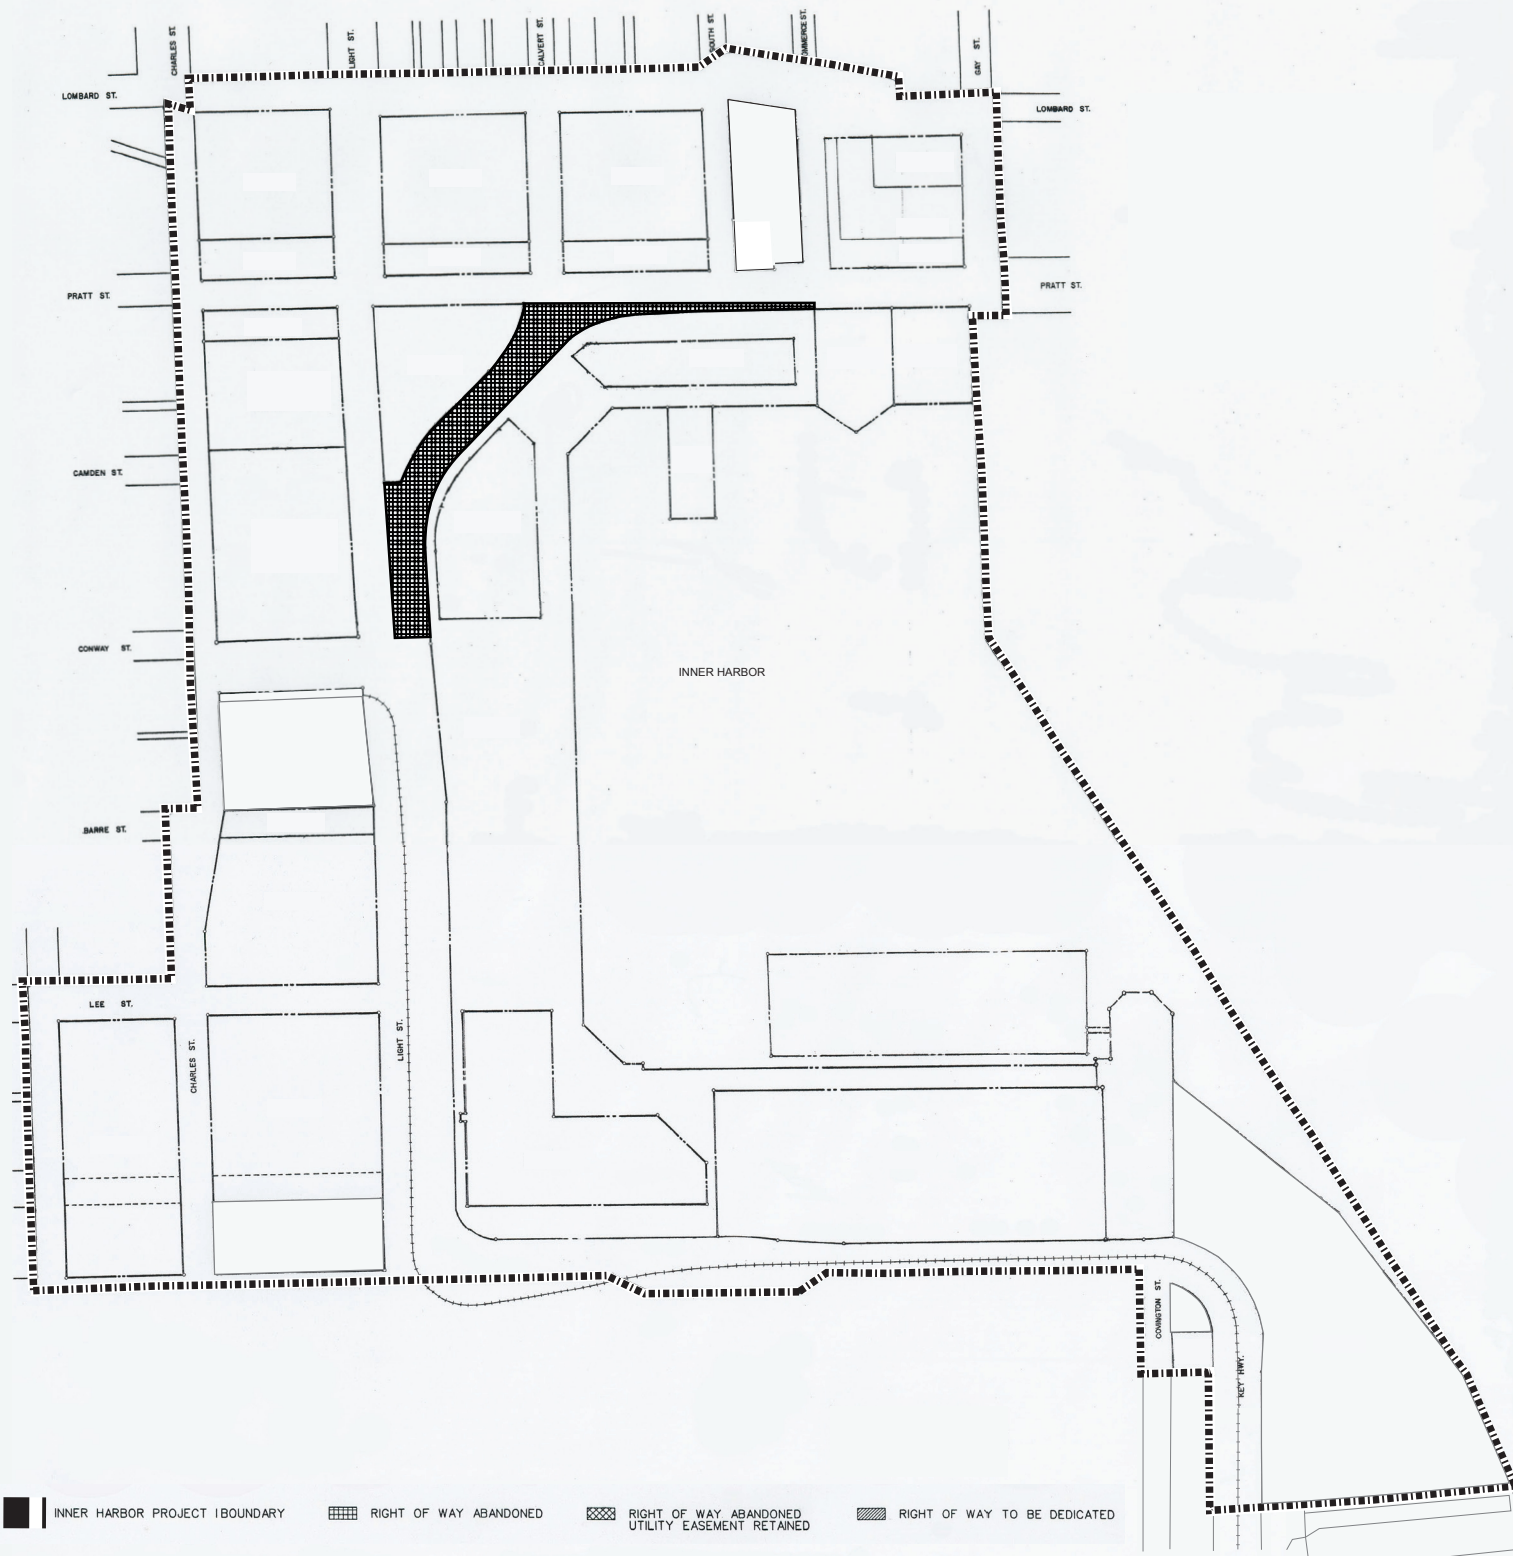 CHARLES ST.
LIGHT ST.
CALVERT ST.
SOUTH ST.
GAY ST.
LOMBARD ST.
LOMBARD ST.
PRATT ST.
PRATT ST.
CAMDEN ST.
CONWAY ST.
INNER HARBOR
BARRE ST.
LEE ST.
CHARLES ST.
LIGHT ST.
COVINGTON ST.
KEY HWY.
INNER HARBOR PROJECT I BOUNDARY
RIGHT OF WAY ABANDONED
RIGHT OF WAY ABANDONED
UTILITY EASEMENT RETAINED
RIGHT OF WAY TO BE DEDICATED